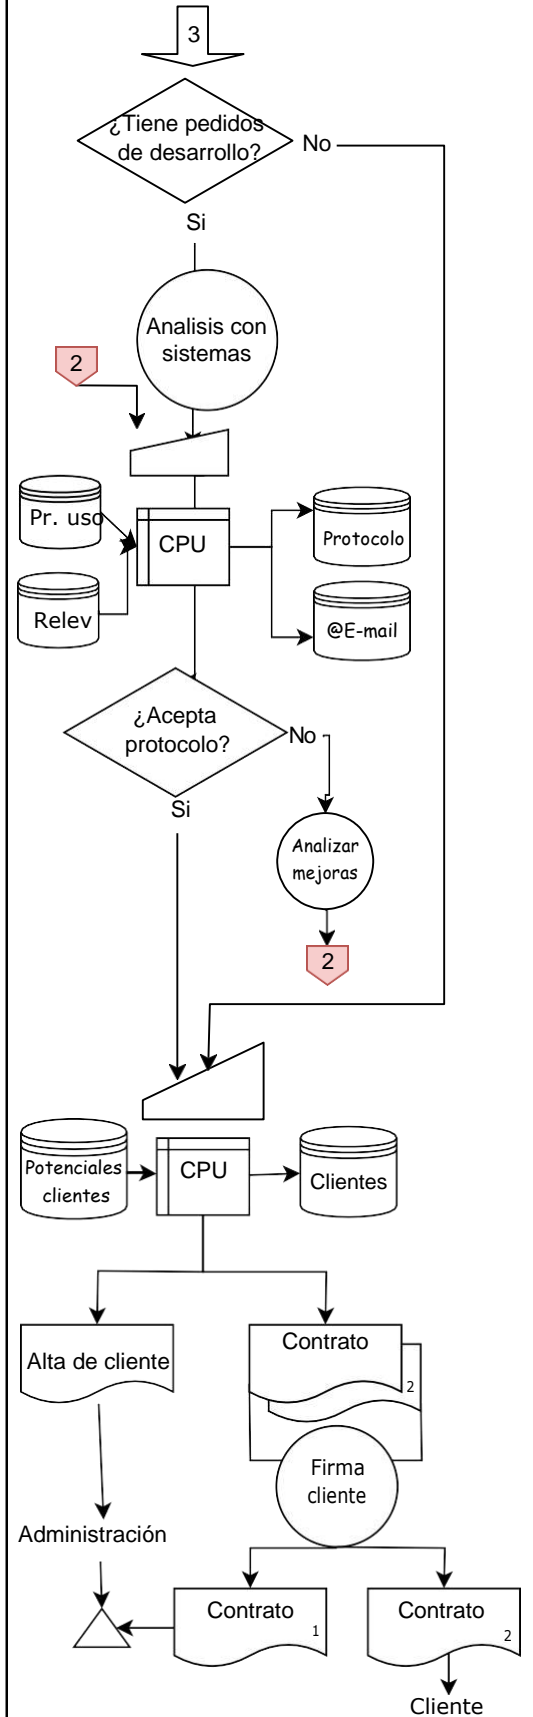 3
¿Tiene pedidos
de desarrollo?
No
Si
Analisis con
sistemas
2
Pr. uso
CPU
Protocolo
Relev
@E-mail
¿Acepta
protocolo?
No
Si
Analizar
mejoras
2
Potenciales
clientes
CPU
Clientes
Alta de cliente
Contrato
2
Firma
cliente
Administración
Contrato
1
Contrato
2
Cliente